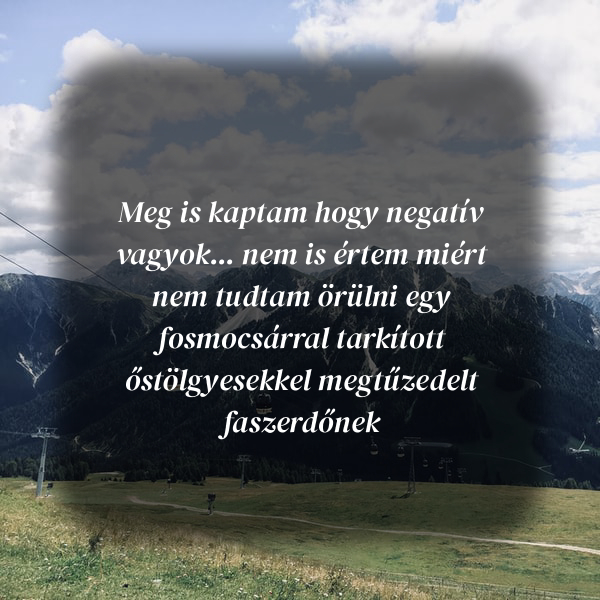 Meg is kaptam hogy negatív
vagyok... nem is értem miért
nem tudtam örülni egy
fosmocsárral tarkított
őstölgyesekkel megtűzedelt
faszerdőnek